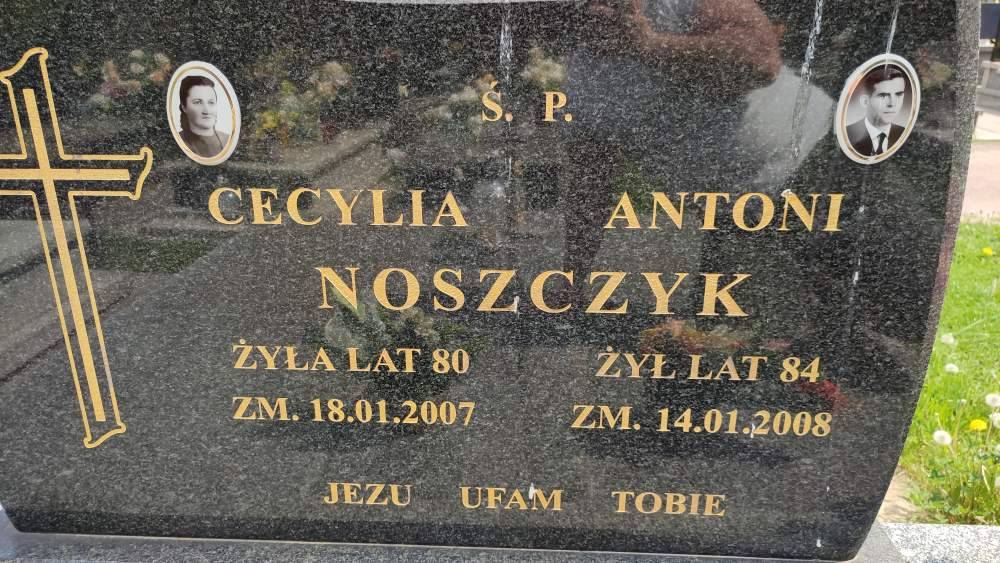 Ś. P.
CECYLIA ANTONI
NOSZCZYK
ŻYŁA LAT 80 ŻYŁ LAT 84
ZM. 18.01.2007 ZM. 14.01.2008
JEZU UFAM TOBIE